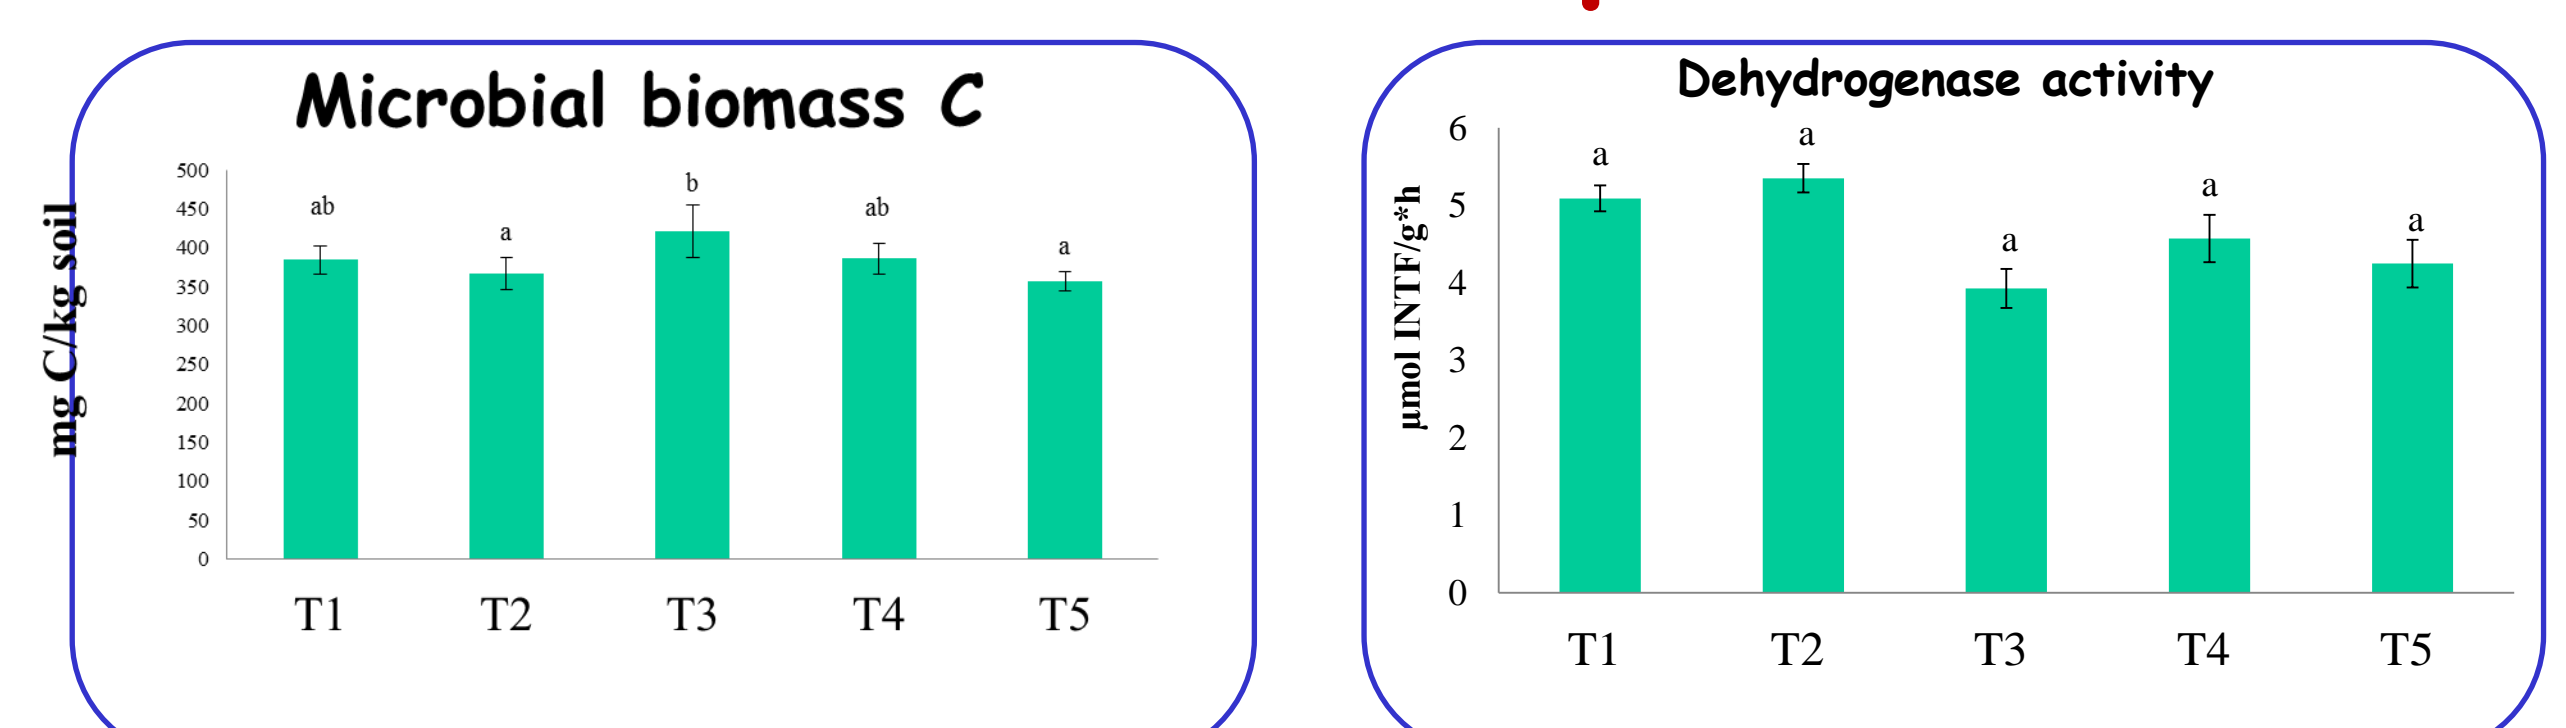 Microbial biomass C
mg C/kg soil
500
450
400
350
300
250
200
150
100
50
0
ab
a
b
ab
a
T1 T2 T3 T4 T5
Dehydrogenase activity
µmol INTF/g*h
6
5
4
3
2
1
0
a
a
a
a
a
T1 T2 T3 T4 T5